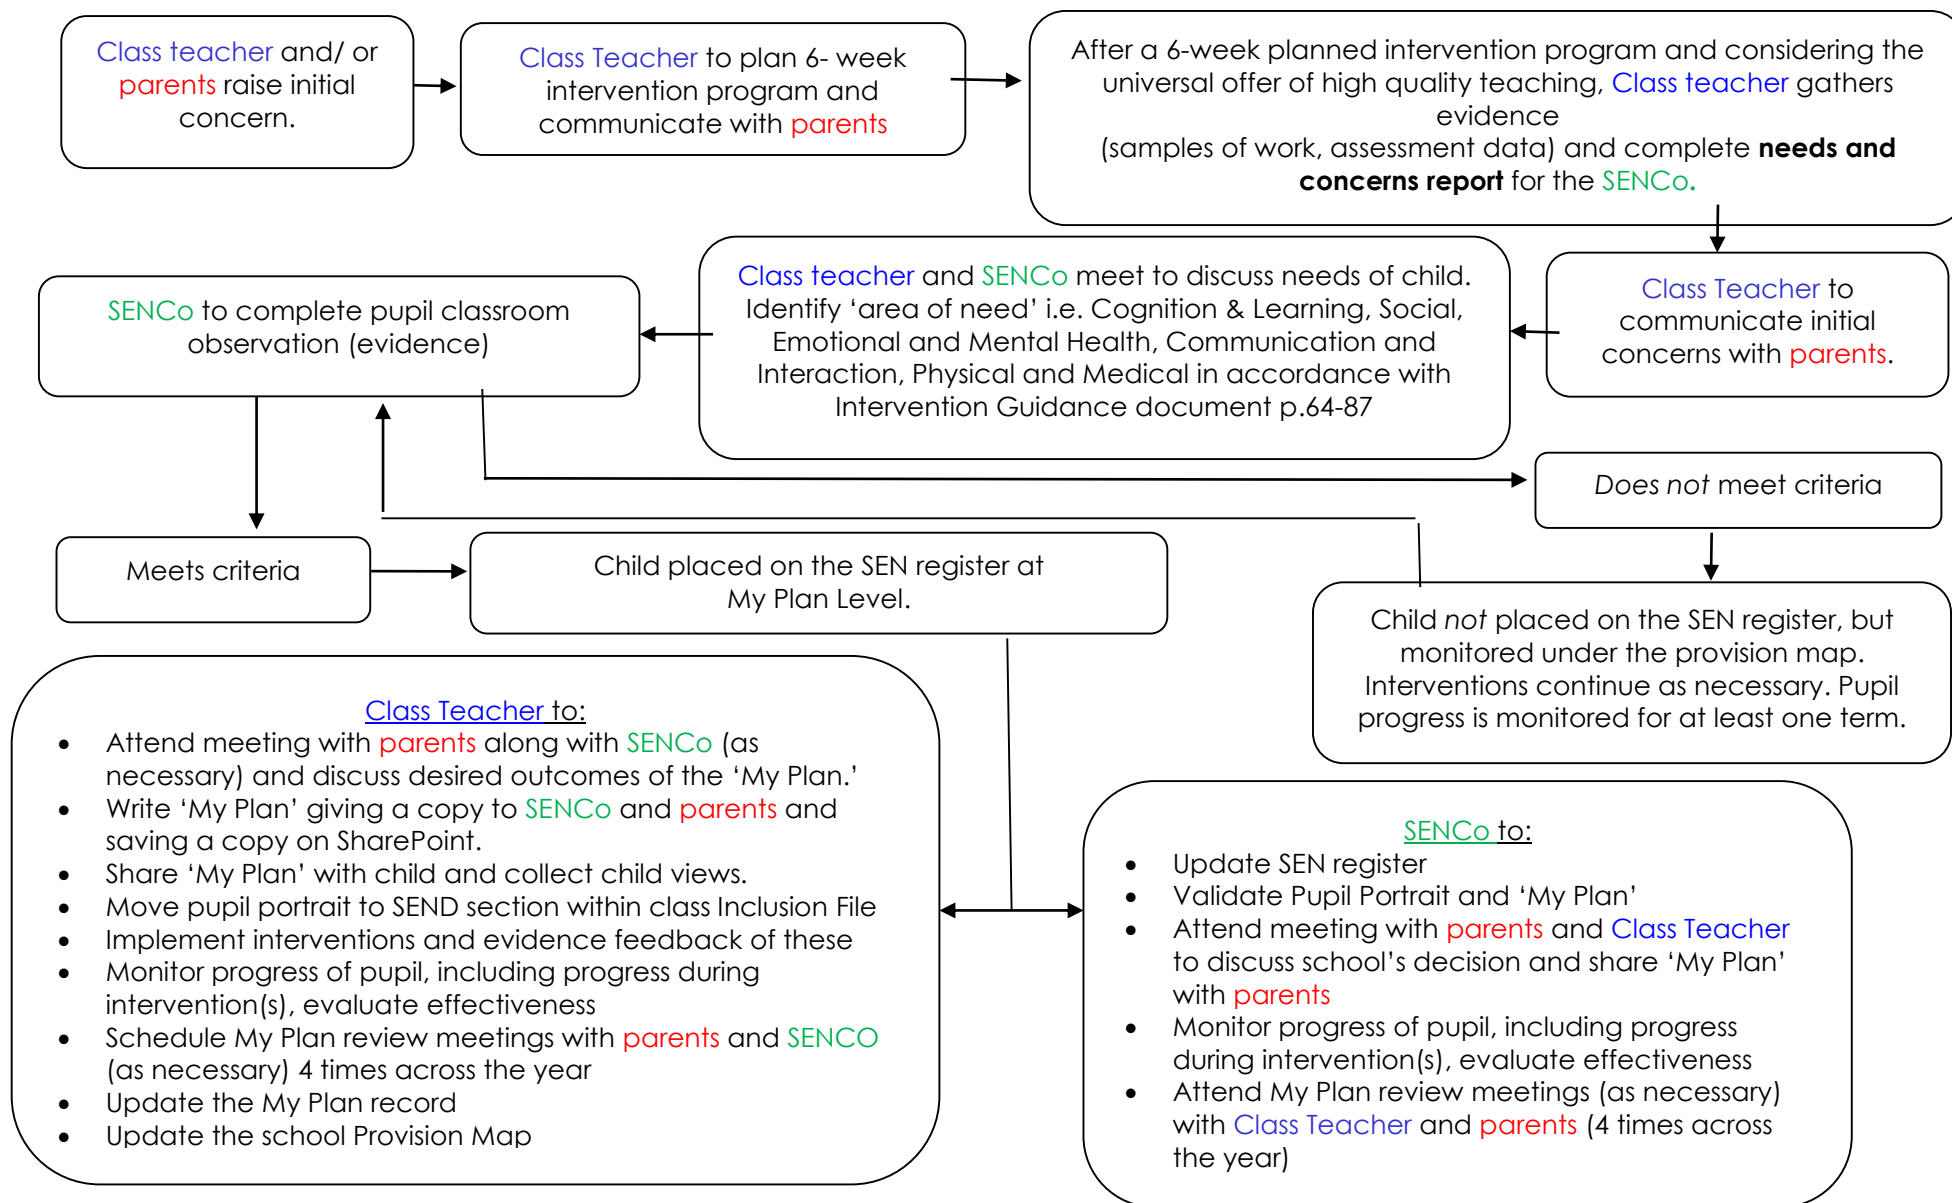 Class teacher and/ or
parents raise initial
concern.
Class Teacher to plan 6- week
intervention program and
communicate with parents
After a 6-week planned intervention program and considering the
universal offer of high quality teaching, Class teacher gathers
evidence
(samples of work, assessment data) and complete needs and
concerns report for the SENCo.
Class Teacher to
communicate initial
concerns with parents.
Class teacher and SENCo meet to discuss needs of child.
Identify ‘area of need’ i.e. Cognition & Learning, Social,
Emotional and Mental Health, Communication and
Interaction, Physical and Medical in accordance with
Intervention Guidance document p.64-87
SENCo to complete pupil classroom
observation (evidence)
Does not meet criteria
Meets criteria
Child placed on the SEN register at
My Plan Level.
Child not placed on the SEN register, but
monitored under the provision map.
Interventions continue as necessary. Pupil
progress is monitored for at least one term.
Class Teacher to:
• Attend meeting with parents along with SENCo (as
necessary) and discuss desired outcomes of the ‘My Plan.’
• Write ‘My Plan’ giving a copy to SENCo and parents and
saving a copy on SharePoint.
• Share ‘My Plan’ with child and collect child views.
• Move pupil portrait to SEND section within class Inclusion File
• Implement interventions and evidence feedback of these
• Monitor progress of pupil, including progress during
intervention(s), evaluate effectiveness
• Schedule My Plan review meetings with parents and SENCO
(as necessary) 4 times across the year
• Update the My Plan record
• Update the school Provision Map
SENCo to:
• Update SEN register
• Validate Pupil Portrait and ‘My Plan’
• Attend meeting with parents and Class Teacher
to discuss school’s decision and share ‘My Plan’
with parents
• Monitor progress of pupil, including progress
during intervention(s), evaluate effectiveness
• Attend My Plan review meetings (as necessary)
with Class Teacher and parents (4 times across
the year)